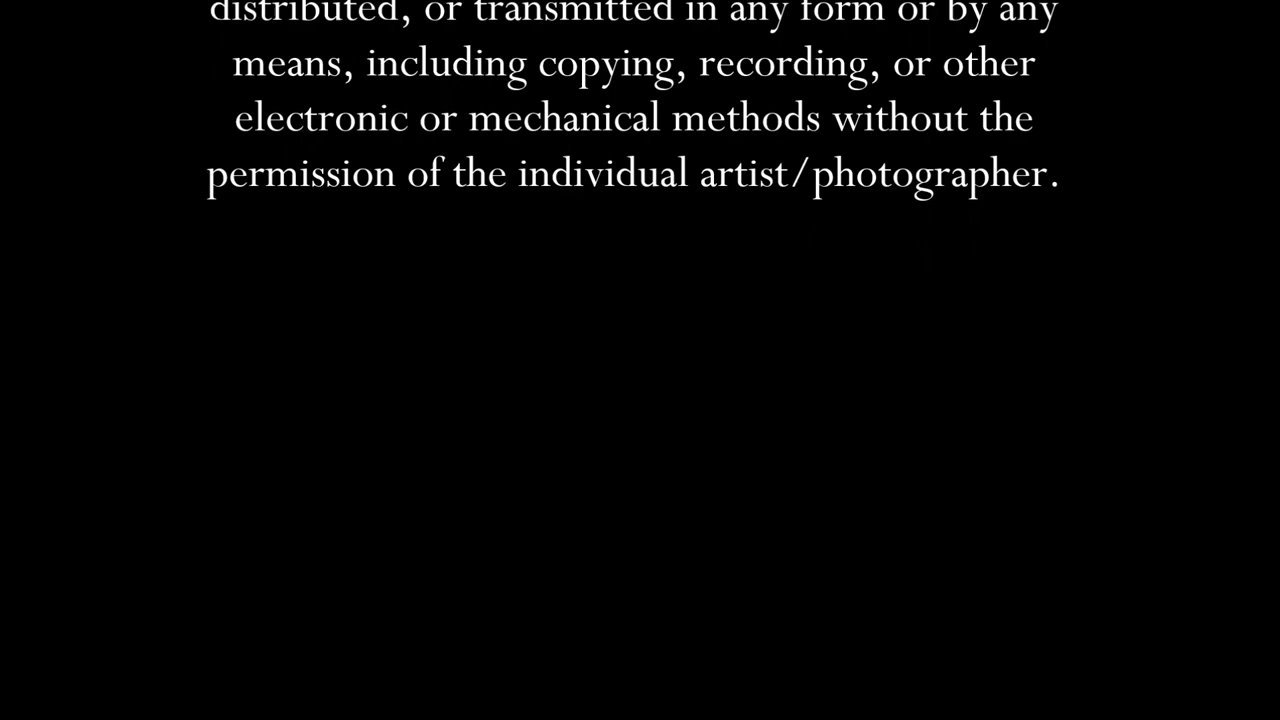 distributed, or transmitted in any form or by any
means, including copying, recording, or other
electronic or mechanical methods without the
permission of the individual artist/photographer.